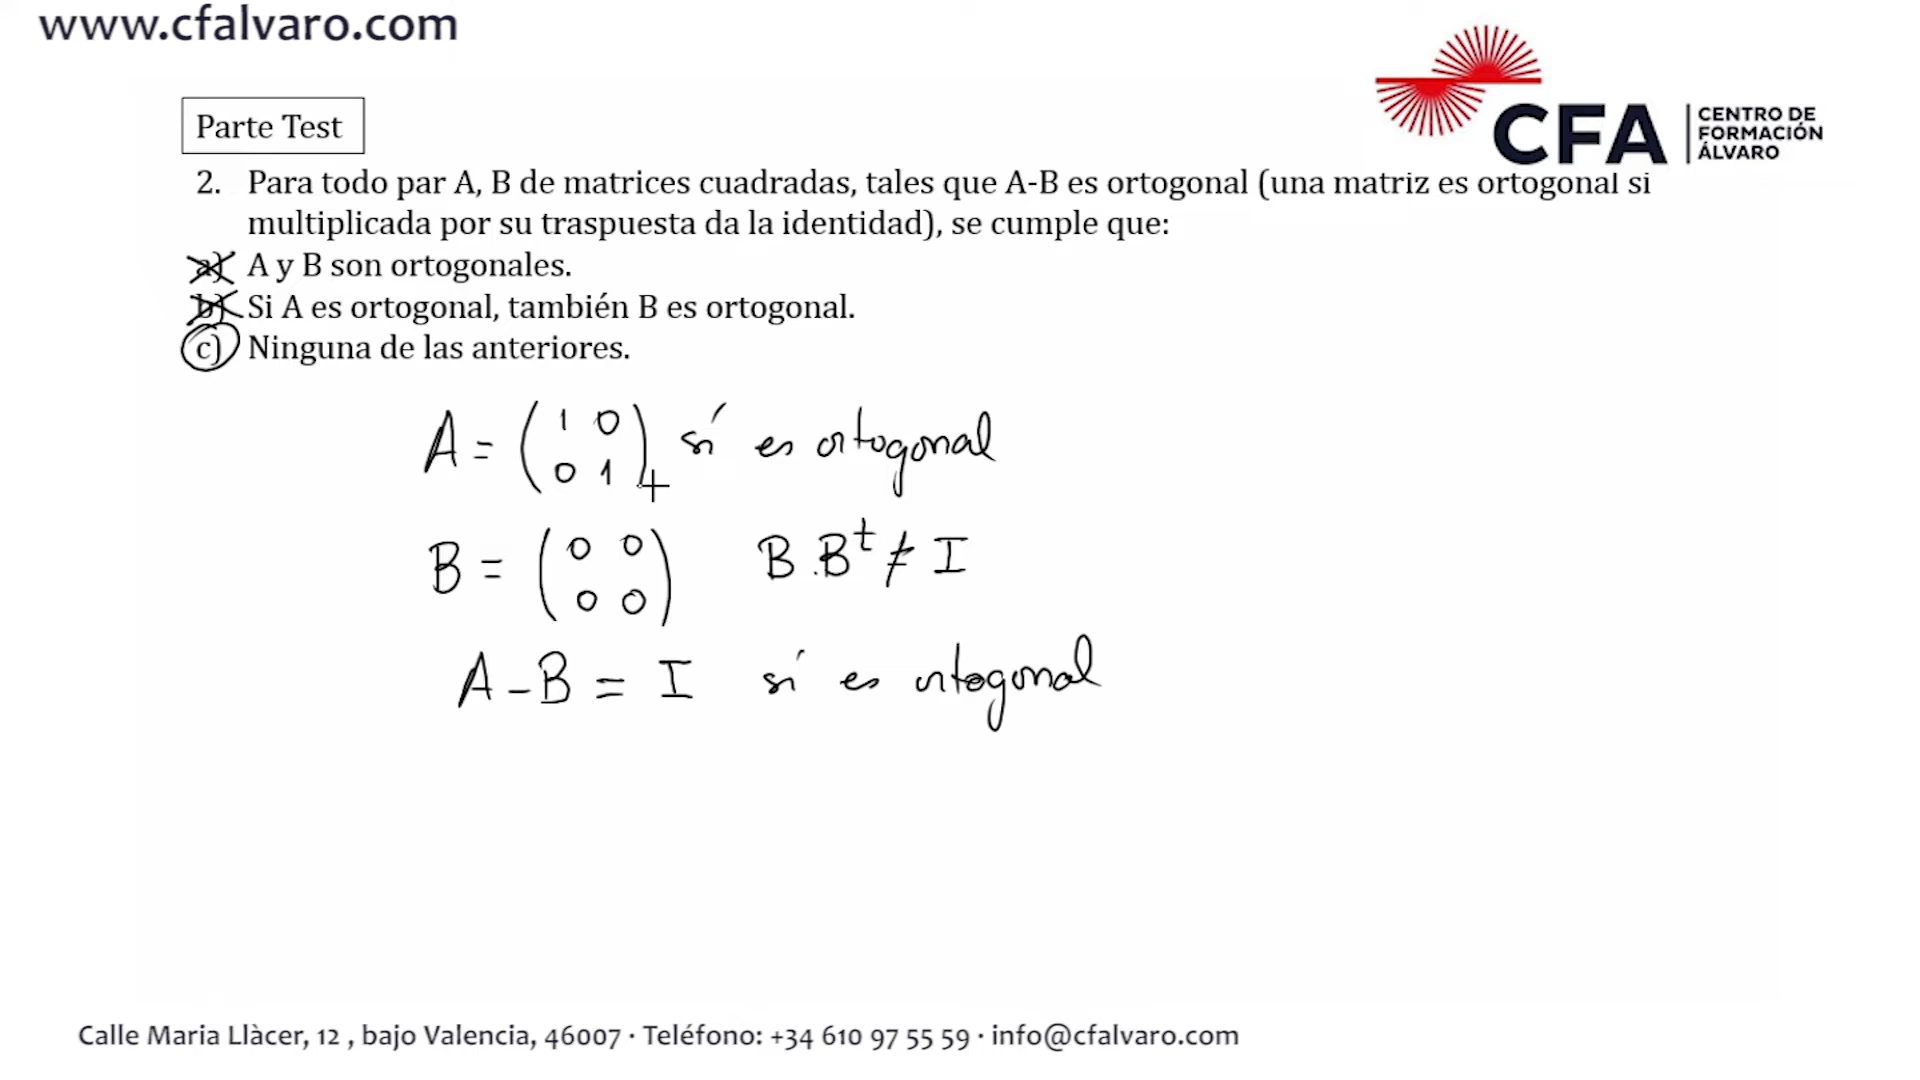 www.cfalvaro.com
CFA CENTRO DE FORMACIÓN ÁLVARO
Parte Test
2. Para todo par A, B de matrices cuadradas, tales que A-B es ortogonal (una matriz es ortogonal si
multiplicada por su traspuesta da la identidad), se cumple que:
a) A y B son ortogonales.
b) Si A es ortogonal, también B es ortogonal.
c) Ninguna de las anteriores.
A = (1 0
0 1) sí es ortogonal
B = (0 0
0 0) B.Bᵗ ≠ I
A - B = I sí es ortogonal
Calle Maria Llàcer, 12 , bajo Valencia, 46007 · Teléfono: +34 610 97 55 59 · info@cfalvaro.com